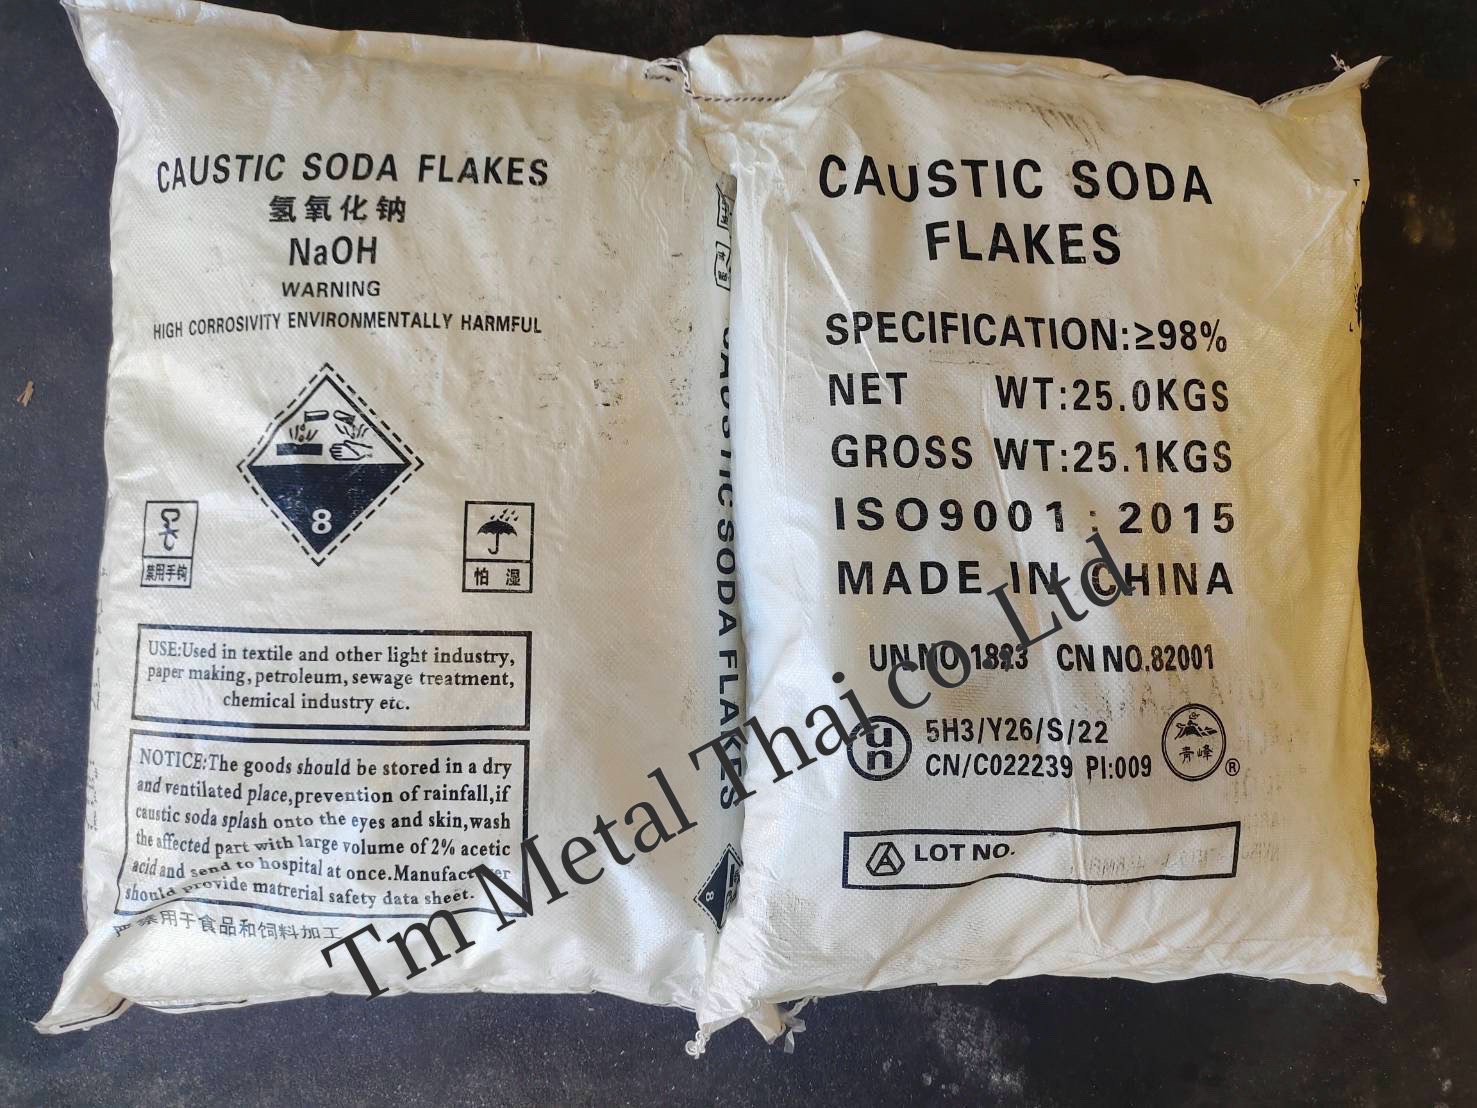 CAUSTIC SODA FLAKES
氢氧化钠
NaOH
WARNING
HIGH CORROSIVITY ENVIRONMENTALLY HARMFUL
8
禁用手钩
怕 湿
USE:Used in textile and other light industry,
paper making, petroleum, sewage treatment,
chemical industry etc.
NOTICE:The goods should be stored in a dry
and ventilated place,prevention of rainfall,if
caustic soda splash onto the eyes and skin,wash
the affected part with large volume of 2% acetic
acid and send to hospital at once.Manufacturer
should provide matrerial safety data sheet.
严禁用于食品和饲料加工
CAUSTIC SODA FLAKES
8
CAUSTIC SODA
FLAKES
SPECIFICATION:≥98%
NET WT:25.0KGS
GROSS WT:25.1KGS
ISO9001:2015
MADE IN CHINA
UN.NO.1823 CN NO.82001
un
5H3/Y26/S/22
CN/C022239 PI:009
青峰
®
LOT NO.
Tm Metal Thai co.Ltd